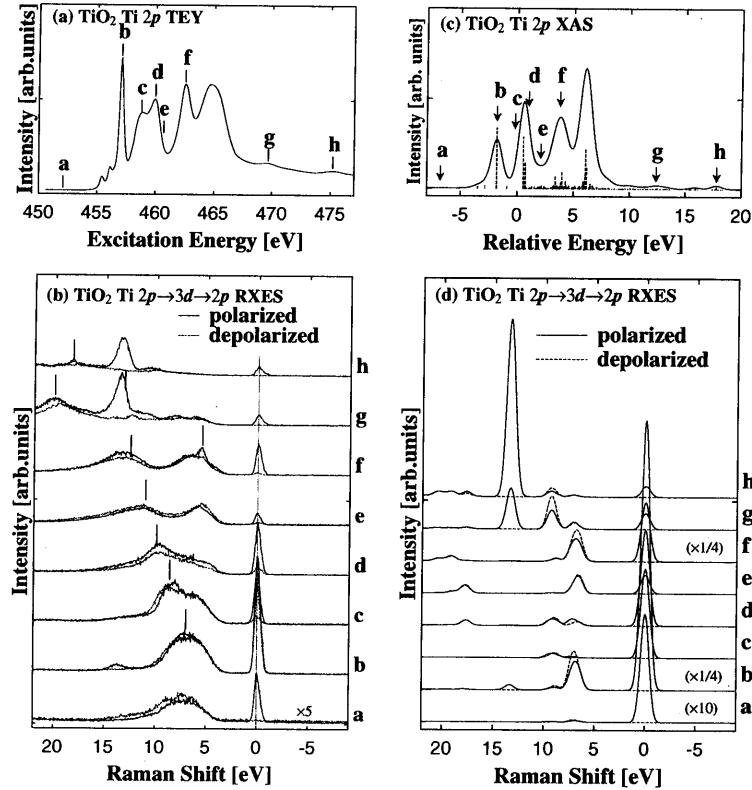 (a) TiO2 Ti 2p TEY
b
f
d
c
e
a
g
h
Intensity [arb.units]
450 455 460 465 470 475
Excitation Energy [eV]
(c) TiO2 Ti 2p XAS
d
f
b
c
e
a
g
h
Intensity [arb.units]
-5 0 5 10 15 20
Relative Energy [eV]
(b) TiO2 Ti 2p→3d→2p RXES
polarized
depolarized
h
g
f
e
d
c
b
×5
a
Intensity [arb.units]
20 15 10 5 0 -5
Raman Shift [eV]
(d) TiO2 Ti 2p→3d→2p RXES
polarized
depolarized
h
g
f
(×1/4)
e
d
c
b
(×1/4)
a
(×10)
Intensity [arb.units]
20 15 10 5 0 -5
Raman Shift [eV]